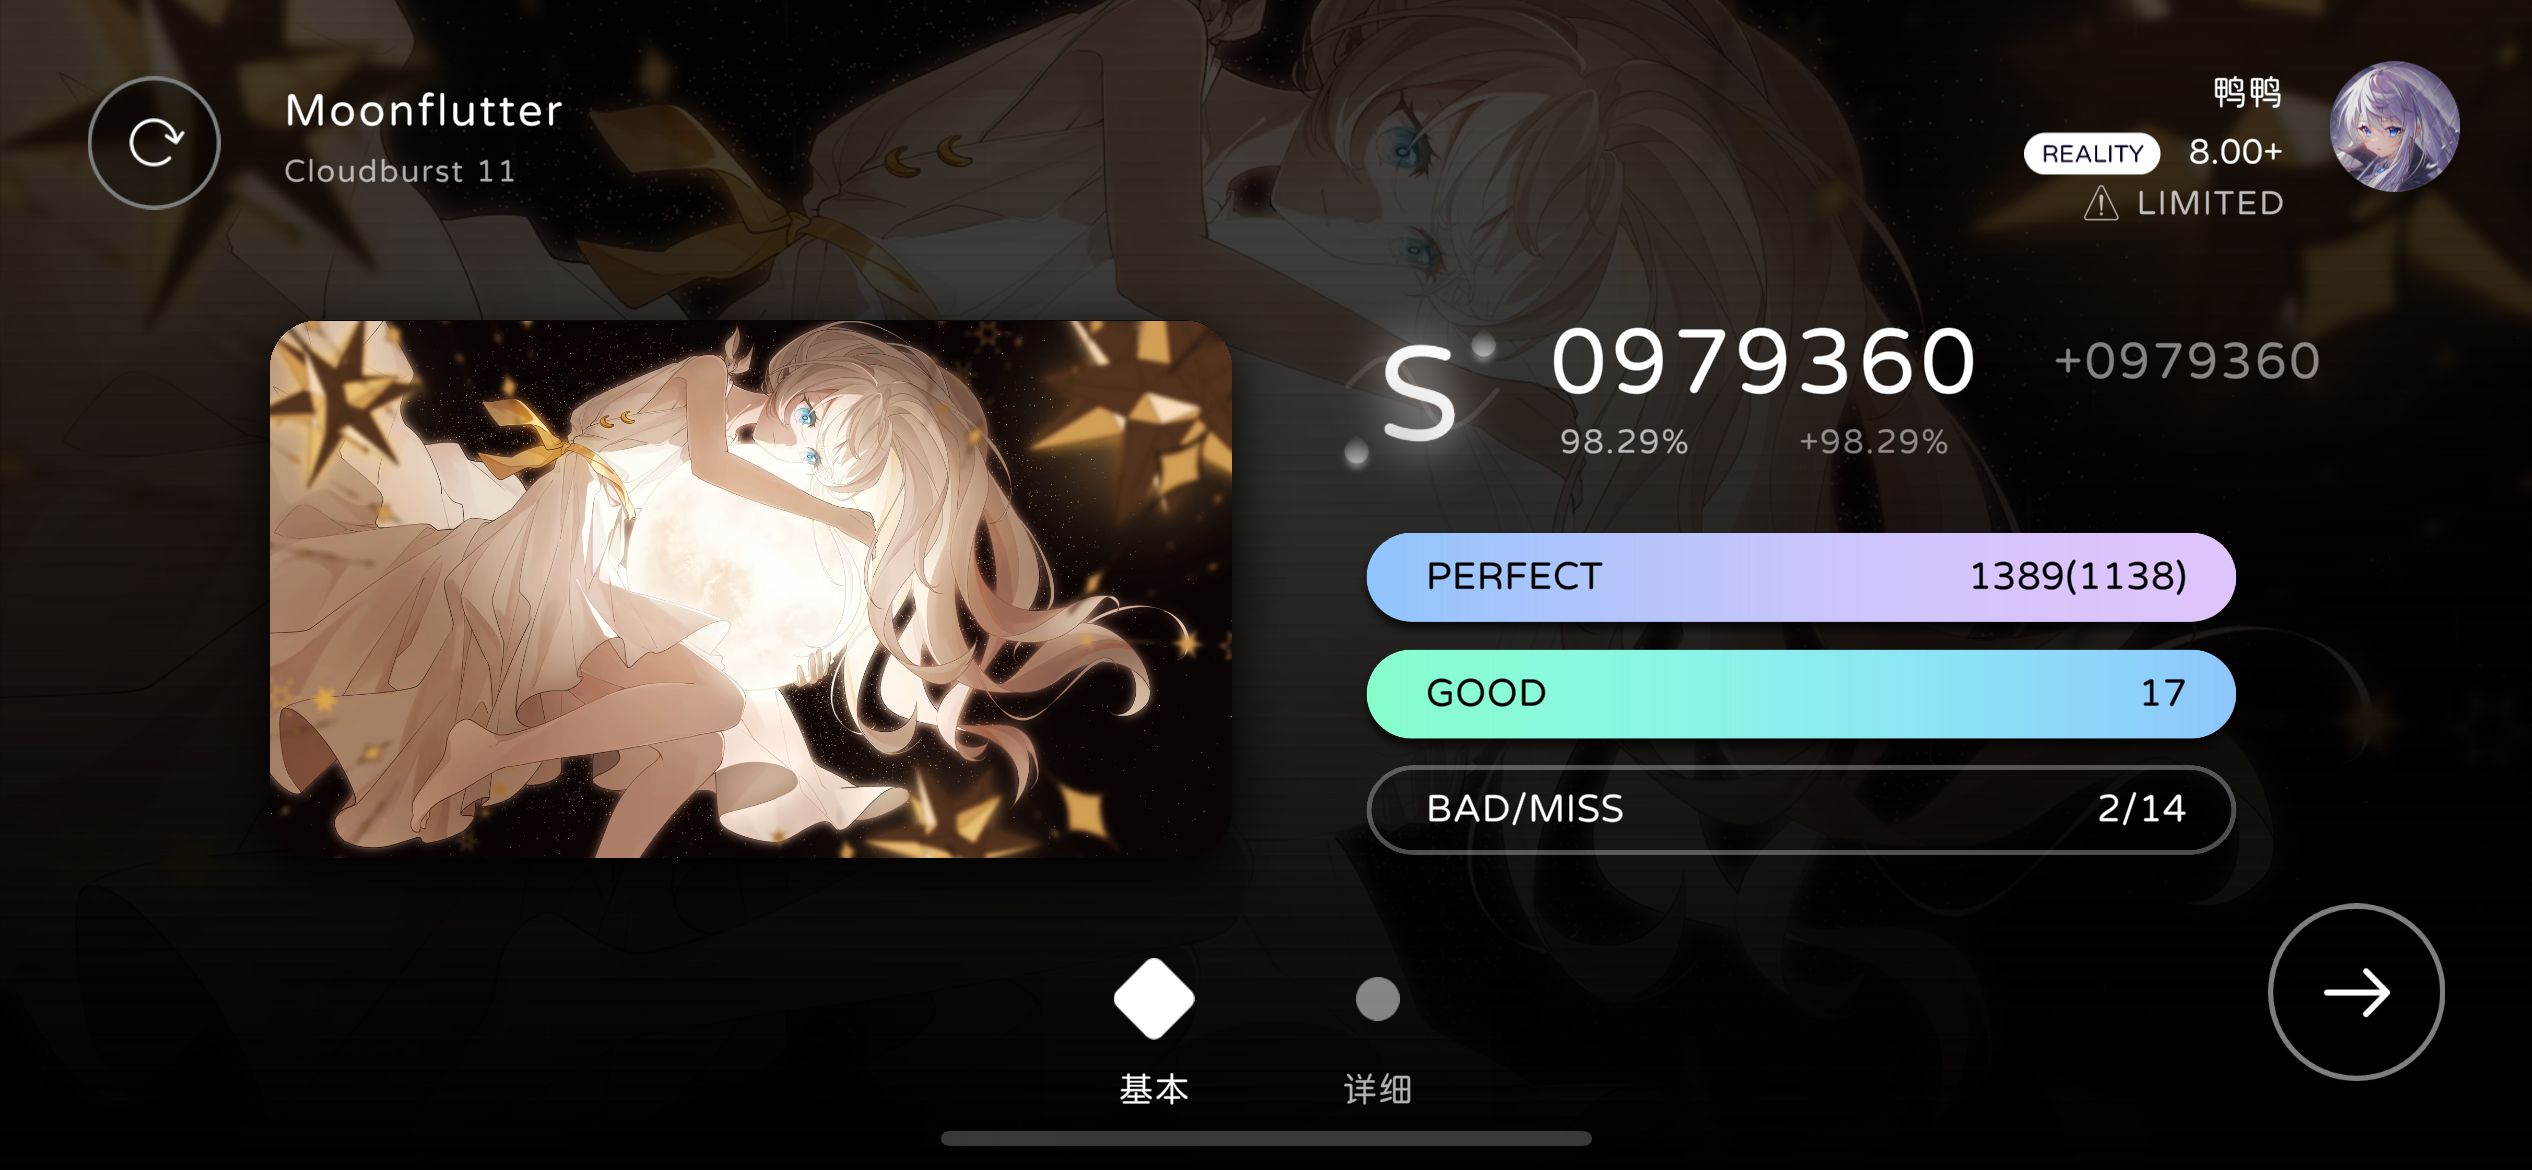 Moonflutter
Cloudburst 11
鸭鸭
REALITY 8.00+
LIMITED
S 0979360 +0979360
98.29% +98.29%
PERFECT 1389(1138)
GOOD 17
BAD/MISS 2/14
基本 详细